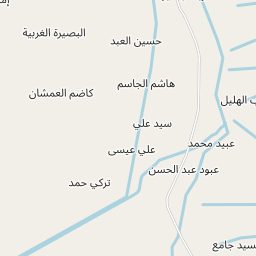 البصيرة الغربية
حسين العبد
هاشم الجاسم
كاظم العمشان
الهليل
سيد علي
عبيد محمد
علي عيسى
عبود عبد الحسن
تركي حمد
سيد جامع